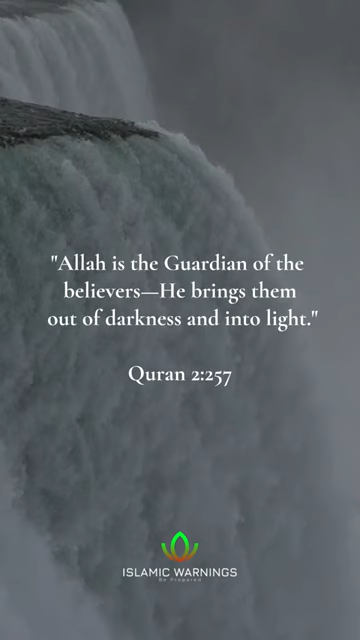 "Allah is the Guardian of the
believers—He brings them
out of darkness and into light."
Quran 2:257
ISLAMIC WARNINGS
Be Prepared